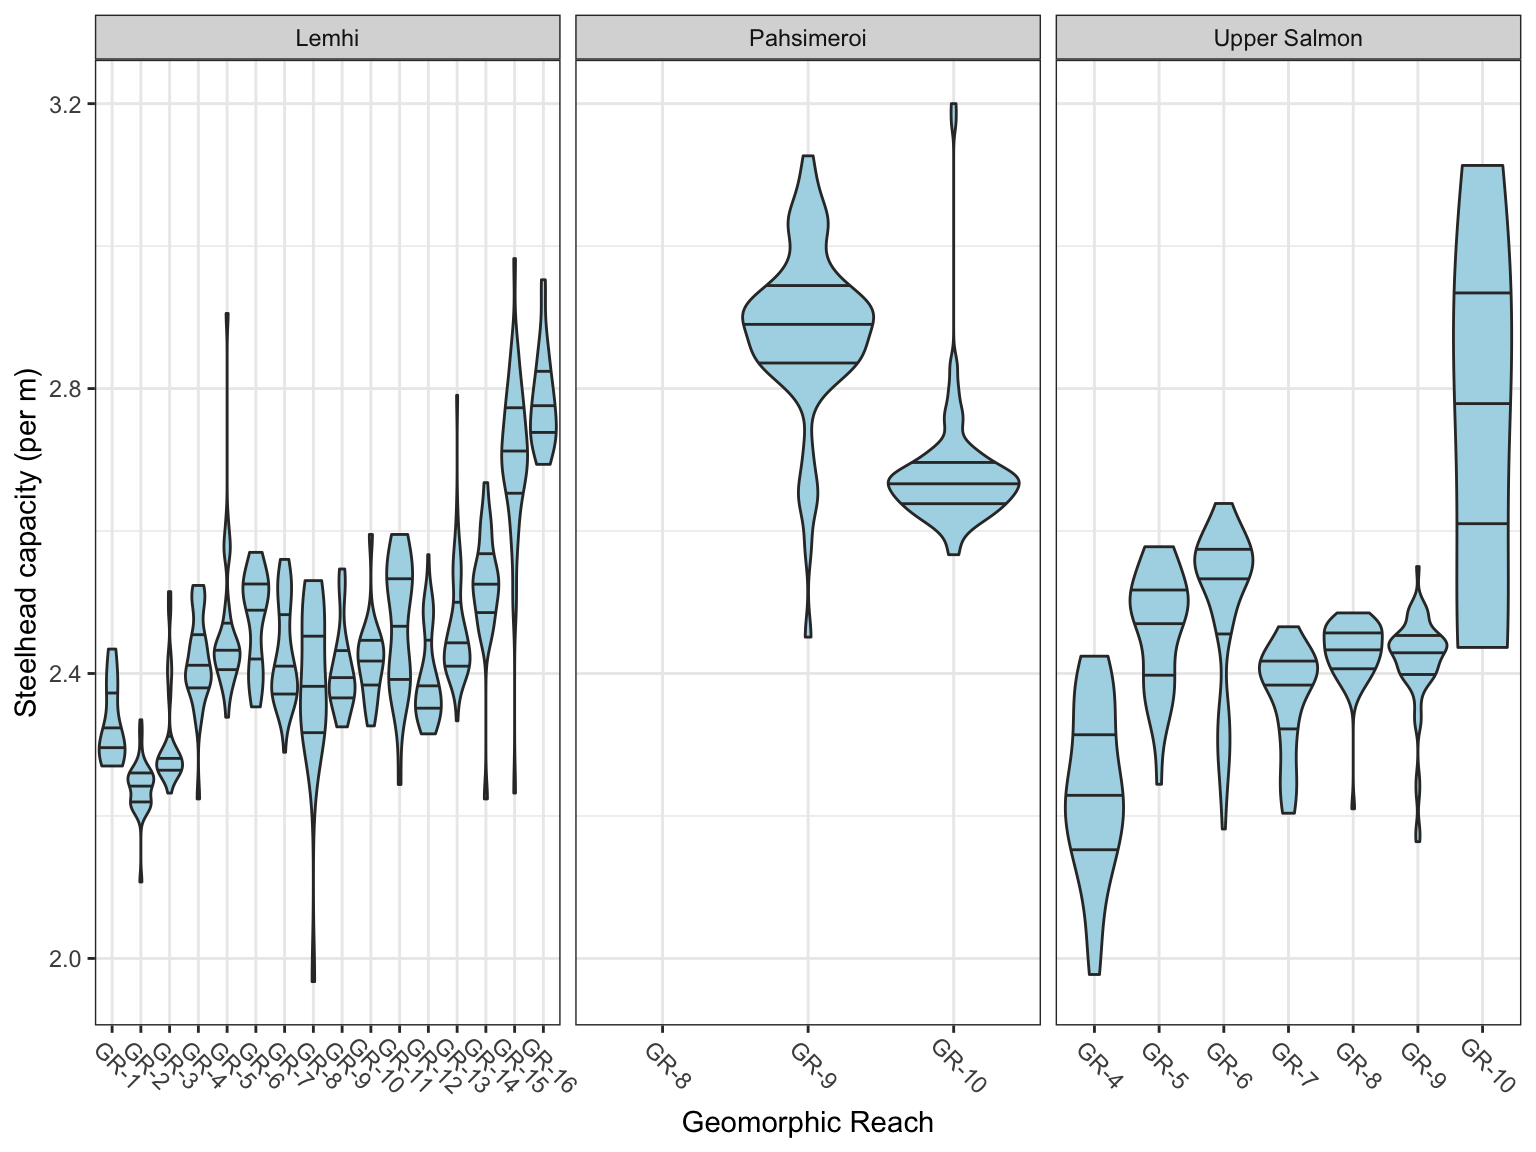 Lemhi
Pahsimeroi
Upper Salmon
Steelhead capacity (per m)
3.2
2.8
2.4
2.0
GR-1 GR-2 GR-3 GR-4 GR-5 GR-6 GR-7 GR-8 GR-9 GR-10 GR-11 GR-12 GR-13 GR-14 GR-15 GR-16
GR-8 GR-9 GR-10
GR-4 GR-5 GR-6 GR-7 GR-8 GR-9 GR-10
Geomorphic Reach